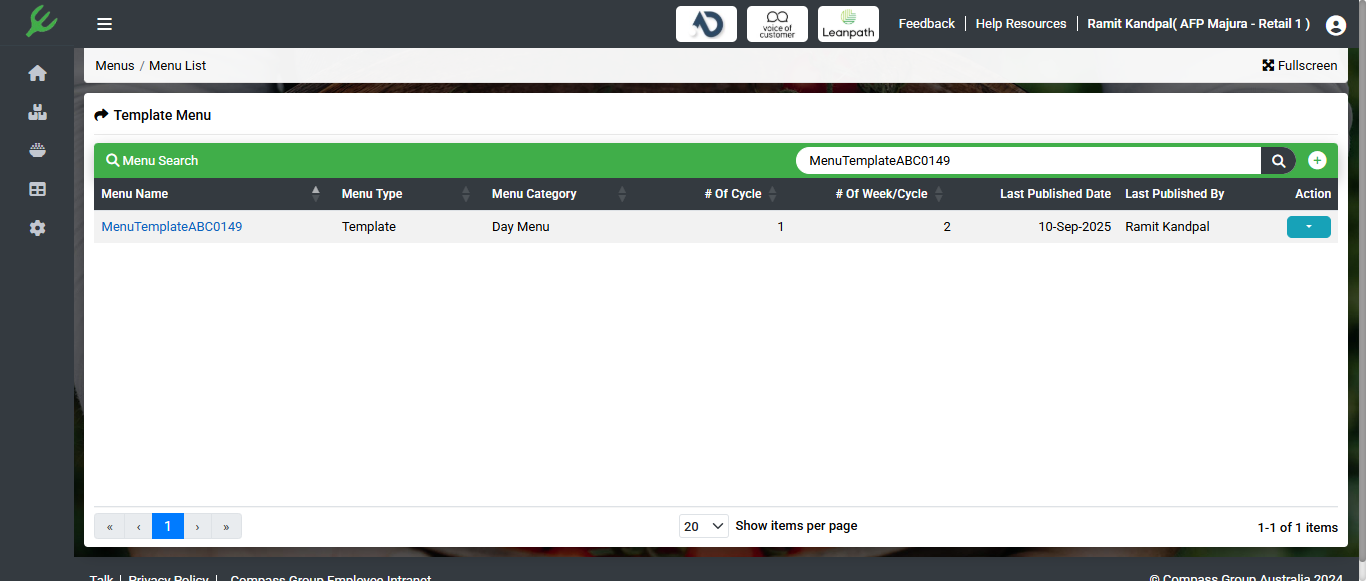 voice of customer
Leanpath
Feedback | Help Resources | Ramit Kandpal( AFP Majura - Retail 1 )
Menus / Menu List
Fullscreen
Template Menu
Menu Search
MenuTemplateABC0149
Menu Name Menu Type Menu Category # Of Cycle # Of Week/Cycle Last Published Date Last Published By Action
MenuTemplateABC0149 Template Day Menu 1 2 10-Sep-2025 Ramit Kandpal
« ‹ 1 › »
20 Show items per page
1-1 of 1 items
Talk | Privacy Policy | Compass Group Employee Intranet
© Compass Group Australia 2024